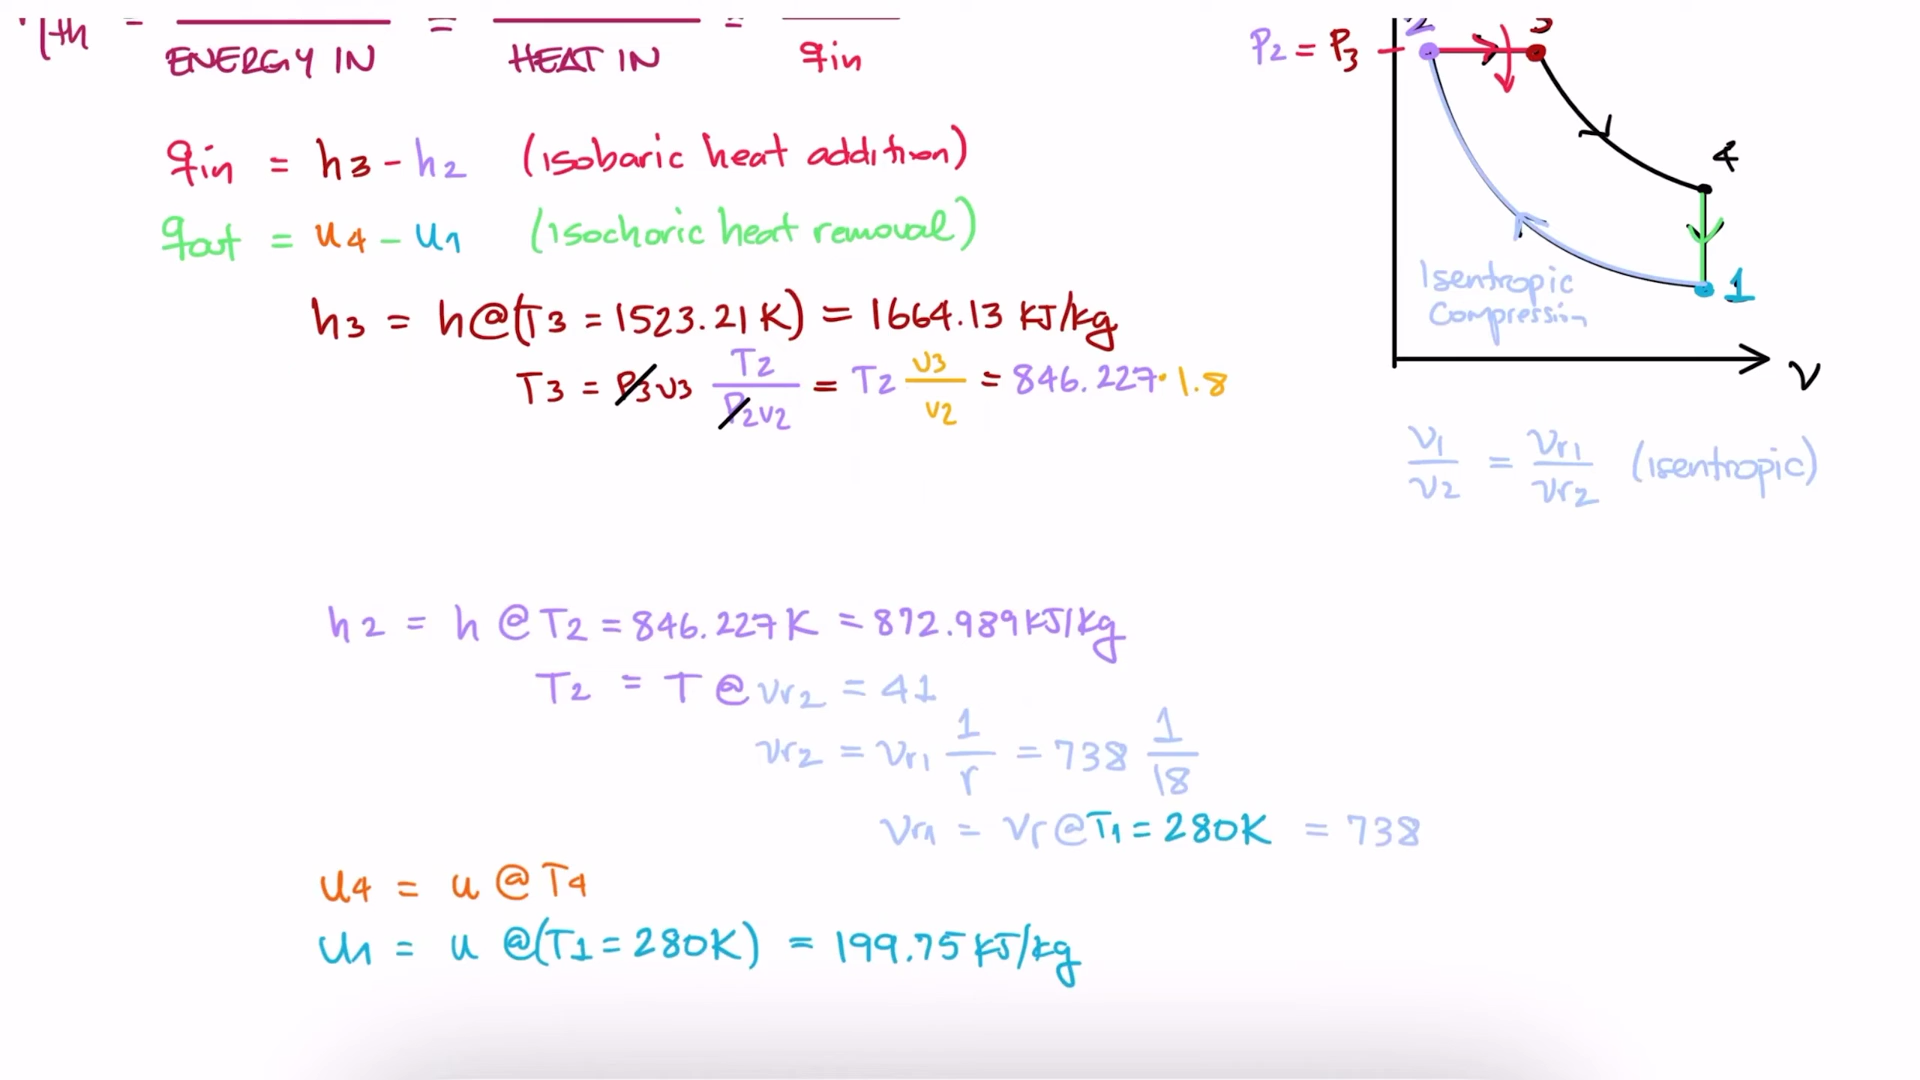 ηth = ENERGY IN = HEAT IN = qin
P2 = P3
2 3
qin = h3 - h2 (isobaric heat addition)
4
qout = u4 - u1 (isochoric heat removal)
Isentropic
Compression
1
h3 = h@(T3 = 1523.21 K) = 1664.13 kJ/kg
T3 = P3v3 T2/P2v2 = T2 v3/v2 = 846.227 · 1.8
v
v1/v2 = vr1/vr2 (isentropic)
h2 = h @ T2 = 846.227 K = 872.989 kJ/kg
T2 = T @ vr2 = 41
vr2 = vr1 1/r = 738 1/18
vr1 = vr @ T1 = 280K = 738
u4 = u @ T4
u1 = u @(T1 = 280K) = 199.75 kJ/kg